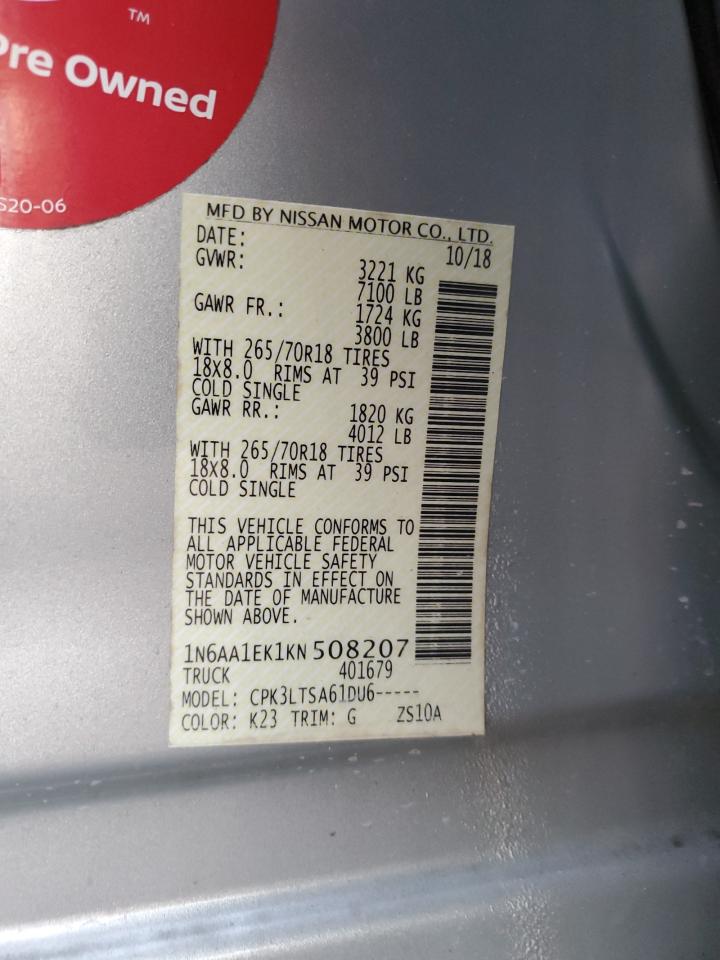 TM
Pre Owned
S20-06
MFD BY NISSAN MOTOR CO., LTD.
DATE: 10/18
GVWR: 3221 KG
7100 LB
GAWR FR.: 1724 KG
3800 LB
WITH 265/70R18 TIRES
18X8.0 RIMS AT 39 PSI
COLD SINGLE
GAWR RR.: 1820 KG
4012 LB
WITH 265/70R18 TIRES
18X8.0 RIMS AT 39 PSI
COLD SINGLE
THIS VEHICLE CONFORMS TO
ALL APPLICABLE FEDERAL
MOTOR VEHICLE SAFETY
STANDARDS IN EFFECT ON
THE DATE OF MANUFACTURE
SHOWN ABOVE.
1N6AA1EK1KN508207
TRUCK 401679
MODEL: CPK3LTSA61DU6-----
COLOR: K23 TRIM: G ZS10A